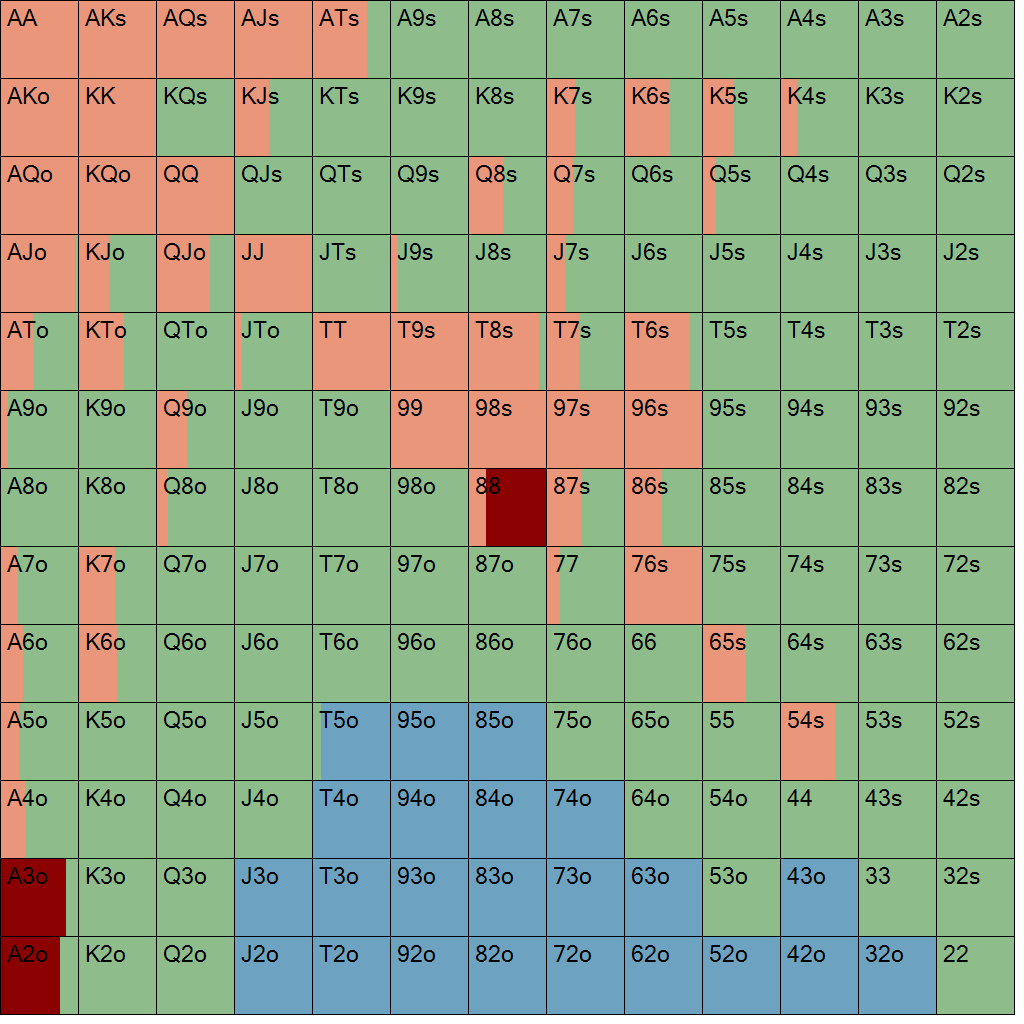 AA AKs AQs AJs ATs A9s A8s A7s A6s A5s A4s A3s A2s
AKo KK KQs KJs KTs K9s K8s K7s K6s K5s K4s K3s K2s
AQo KQo QQ QJs QTs Q9s Q8s Q7s Q6s Q5s Q4s Q3s Q2s
AJo KJo QJo JJ JTs J9s J8s J7s J6s J5s J4s J3s J2s
ATo KTo QTo JTo TT T9s T8s T7s T6s T5s T4s T3s T2s
A9o K9o Q9o J9o T9o 99 98s 97s 96s 95s 94s 93s 92s
A8o K8o Q8o J8o T8o 98o 88 87s 86s 85s 84s 83s 82s
A7o K7o Q7o J7o T7o 97o 87o 77 76s 75s 74s 73s 72s
A6o K6o Q6o J6o T6o 96o 86o 76o 66 65s 64s 63s 62s
A5o K5o Q5o J5o T5o 95o 85o 75o 65o 55 54s 53s 52s
A4o K4o Q4o J4o T4o 94o 84o 74o 64o 54o 44 43s 42s
A3o K3o Q3o J3o T3o 93o 83o 73o 63o 53o 43o 33 32s
A2o K2o Q2o J2o T2o 92o 82o 72o 62o 52o 42o 32o 22